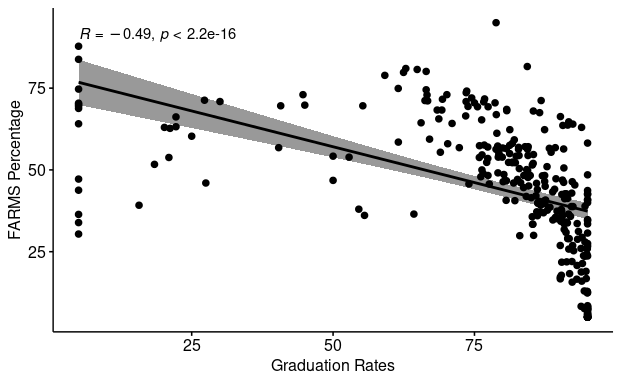 R = −0.49, p < 2.2e-16
75
50
25
FARMS Percentage
25 50 75
Graduation Rates